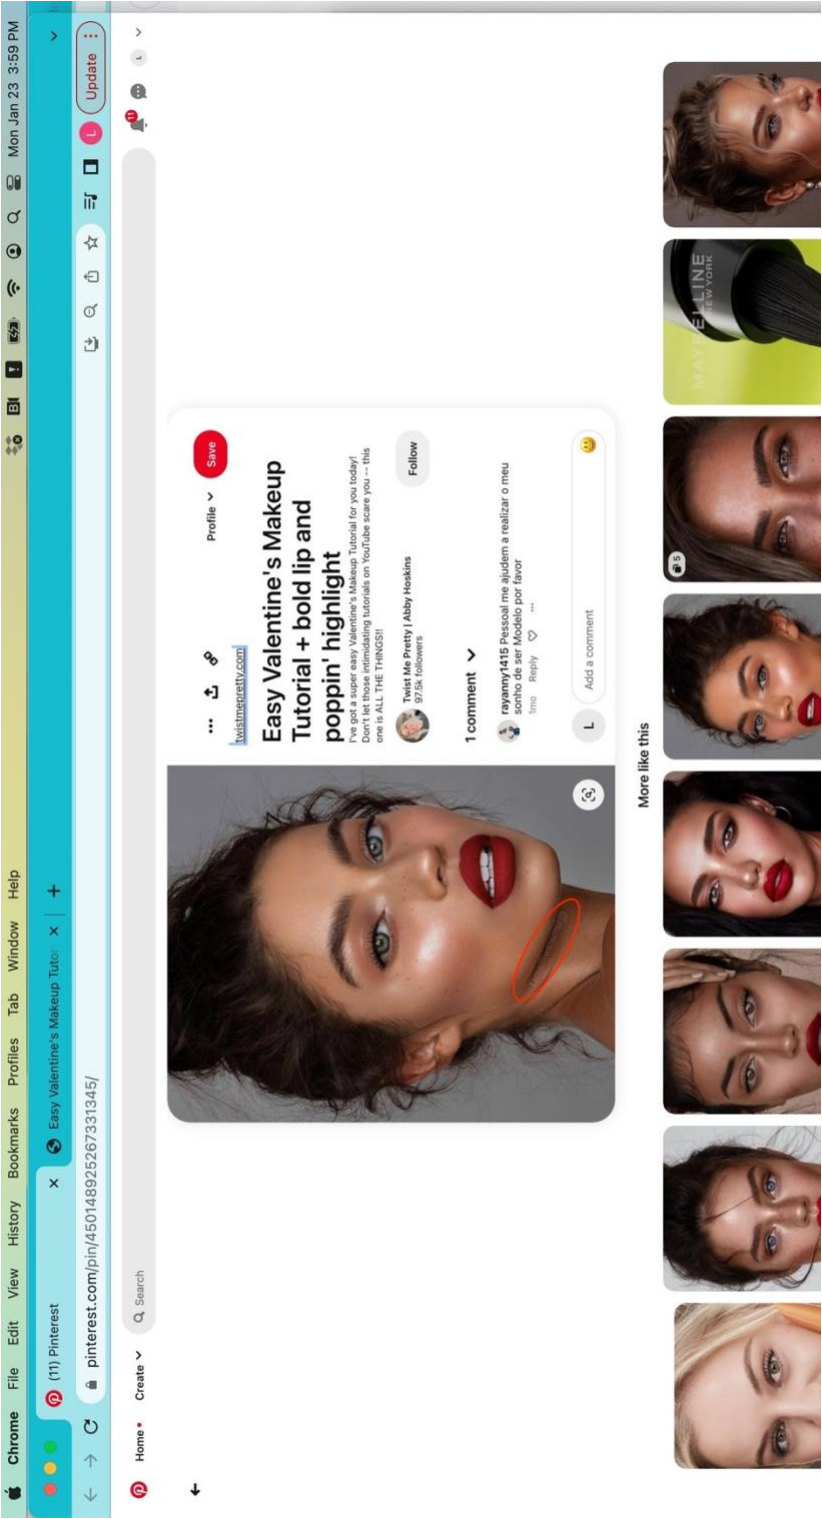 Chrome File Edit View History Bookmarks Profiles Tab Window Help
Mon Jan 23 3:59 PM
(11) Pinterest
Easy Valentine's Makeup Tutor
pinterest.com/pin/450148925267331345/
Update
L
Home
Create
Search
11
L
Profile
Save
twistmepretty.com
Easy Valentine's Makeup
Tutorial + bold lip and
poppin' highlight
I've got a super easy Valentine's Makeup Tutorial for you today!
Don't let those intimidating tutorials on YouTube scare you -- this
one is ALL THE THINGS!!
Twist Me Pretty | Abby Hoskins
97.5k followers
Follow
1 comment
rayanny1415 Pessoal me ajudem a realizar o meu
sonho de ser Modelo por favor
1mo Reply
L
Add a comment
More like this
5
MAYBELLINE
NEW YORK